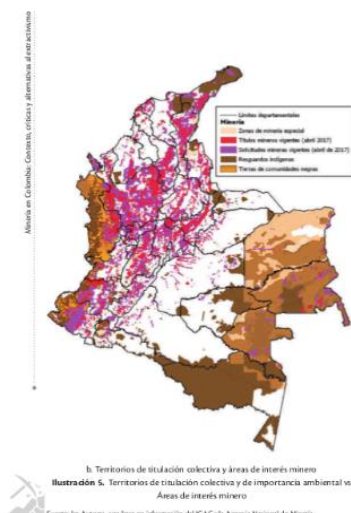 Minería en Colombia: Contexto, críticas y alternativas al extractivismo
Límites departamentales
Minería
Zonas de minería especial
Títulos mineros vigentes (abril 2017)
Solicitudes mineras vigentes (abril de 2017)
Resguardos indígenas
Tierras de comunidades negras
b. Territorios de titulación colectiva y áreas de interés minero
Ilustración 5. Territorios de titulación colectiva y de importancia ambiental vs
Áreas de interés minero